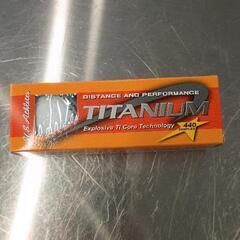 DISTANCE AND PERFORMANCE
TITANIUM
Explosive Ti Core Technology
440